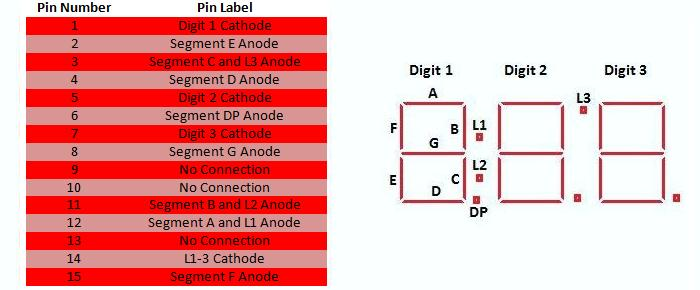 Pin Number Pin Label
1 Digit 1 Cathode
2 Segment E Anode
3 Segment C and L3 Anode
4 Segment D Anode
5 Digit 2 Cathode
6 Segment DP Anode
7 Digit 3 Cathode
8 Segment G Anode
9 No Connection
10 No Connection
11 Segment B and L2 Anode
12 Segment A and L1 Anode
13 No Connection
14 L1-3 Cathode
15 Segment F Anode
Digit 1 Digit 2 Digit 3
A
L3
F B L1
G
L2
E C
D
DP